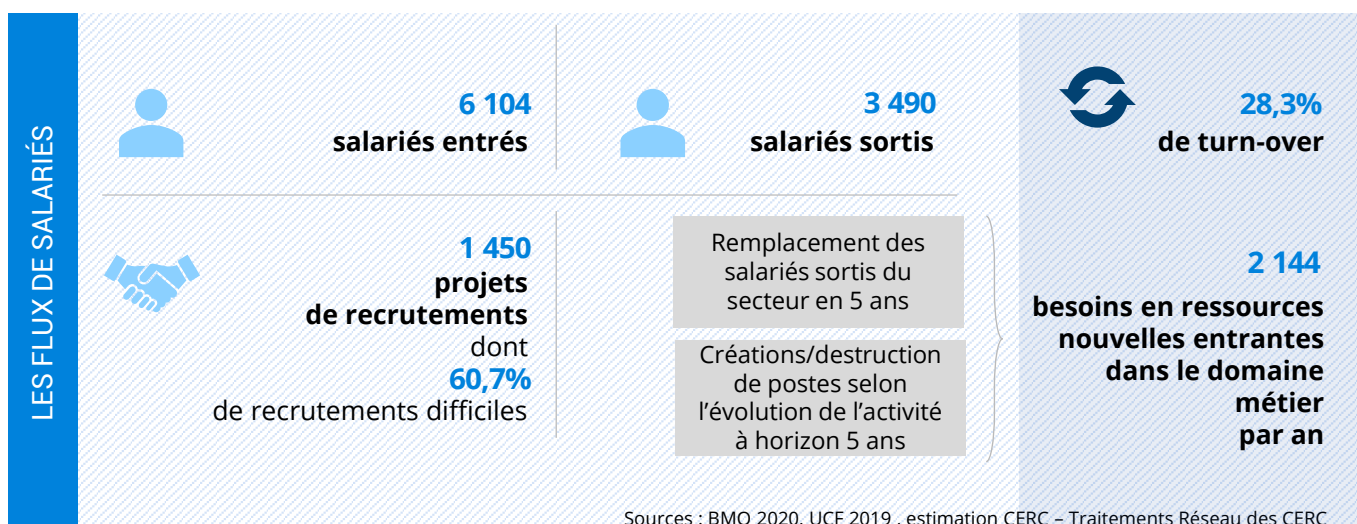 LES FLUX DE SALARIÉS
6 104
salariés entrés
3 490
salariés sortis
28,3%
de turn-over
1 450
projets
de recrutements
dont
60,7%
de recrutements difficiles
Remplacement des
salariés sortis du
secteur en 5 ans
Créations/destruction
de postes selon
l'évolution de l'activité
à horizon 5 ans
2 144
besoins en ressources
nouvelles entrantes
dans le domaine
métier
par an
Sources : BMO 2020, UCF 2019 , estimation CERC – Traitements Réseau des CERC